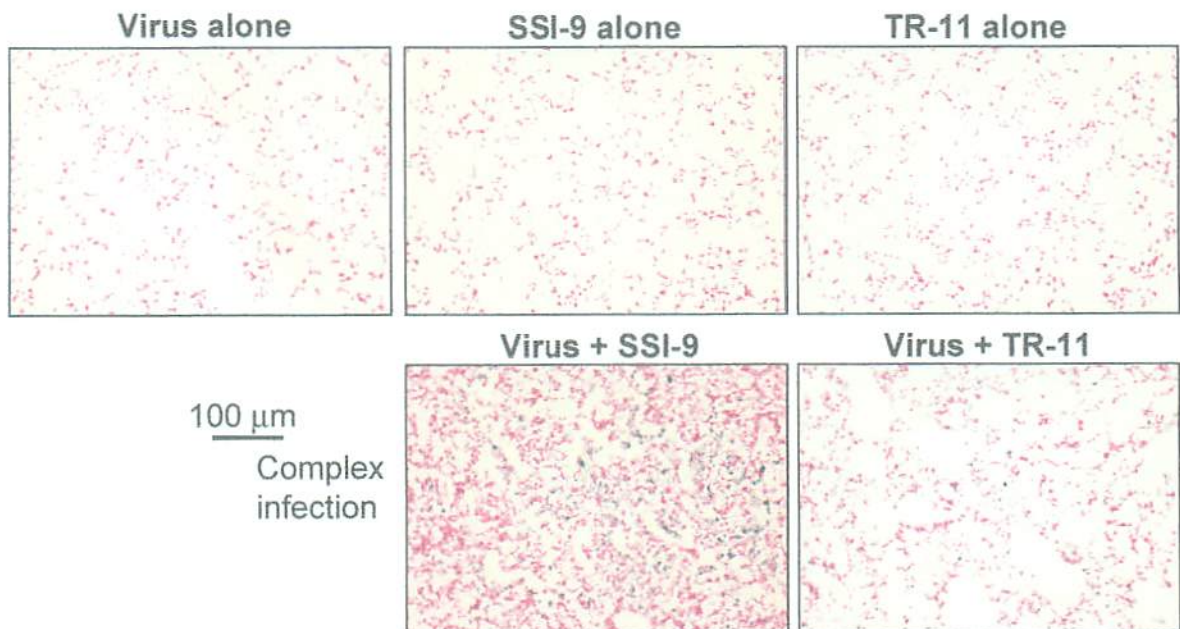 Virus alone
SSI-9 alone
TR-11 alone
Virus + SSI-9
Virus + TR-11
100 μm
Complex
infection